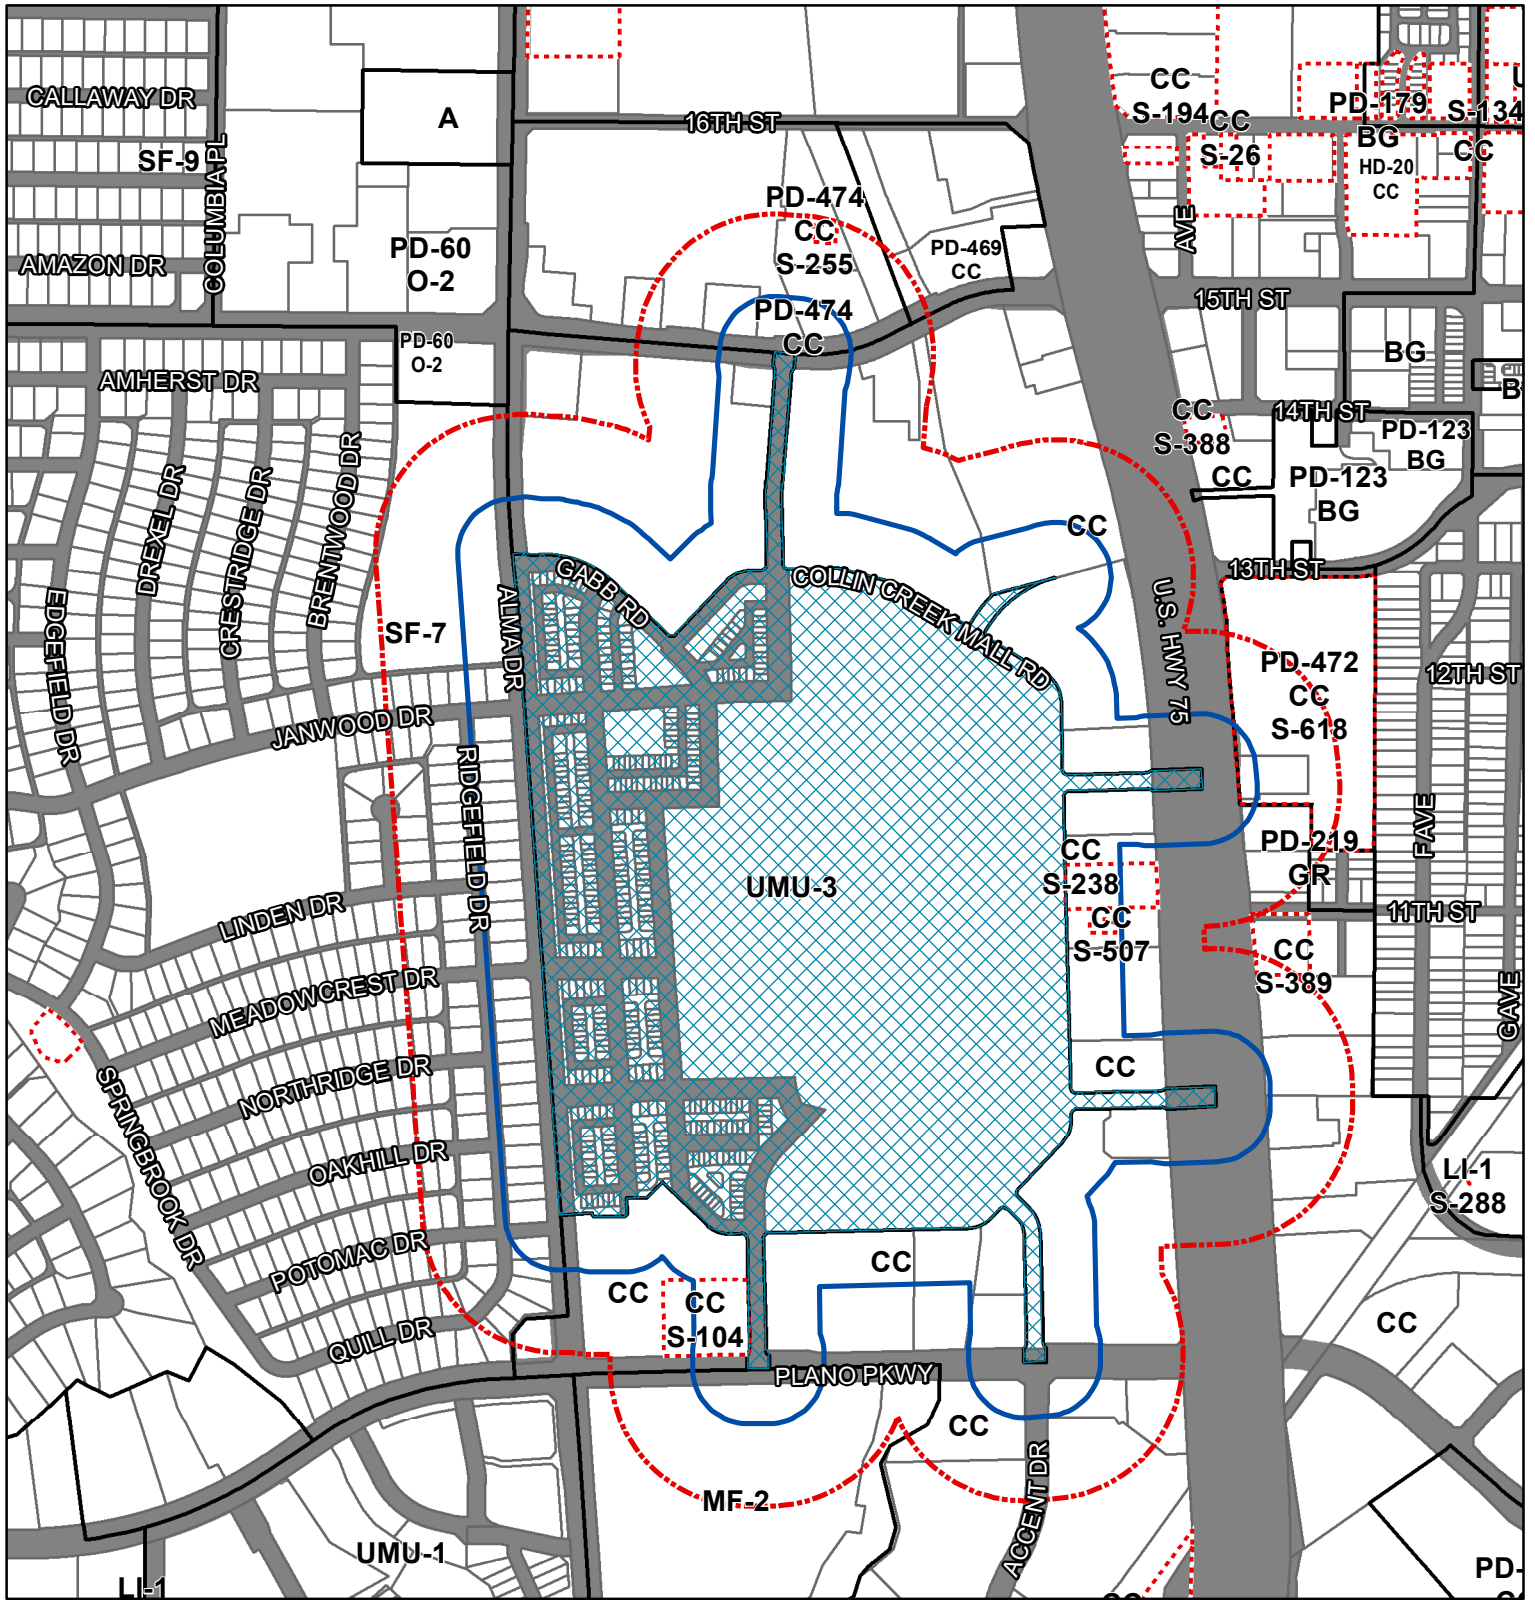 CALLAWAY DR
A
16TH ST
CC
S-194
CC
S-26
PD-179
S-134
BG
CC
HD-20
CC
SF-9
COLUMBIA PL
AMAZON DR
PD-60
O-2
PD-474
CC
S-255
PD-469
CC
AVE
15TH ST
PD-474
CC
PD-60
O-2
AMHERST DR
BG
14TH ST
CC
S-388
CC
PD-123
BG
PD-123
BG
DREXEL DR
CRESTRIDGE DR
BRENTWOOD DR
EDGEFIELD DR
CC
13TH ST
GABB RD
COLLIN CREEK MALL RD
ALMA DR
U.S. HWY 75
SF-7
PD-472
CC
S-618
12TH ST
JANWOOD DR
RIDGEFIELD DR
F AVE
PD-219
GR
CC
S-238
UMU-3
CC
S-507
11TH ST
LINDEN DR
CC
S-389
MEADOWCREST DR
G AVE
NORTHRIDGE DR
CC
SPRINGBROOK DR
OAKHILL DR
LI-1
S-288
POTOMAC DR
CC
CC
CC
S-104
CC
QUILL DR
PLANO PKWY
CC
MF-2
ACCENT DR
UMU-1
LI-1
PD-